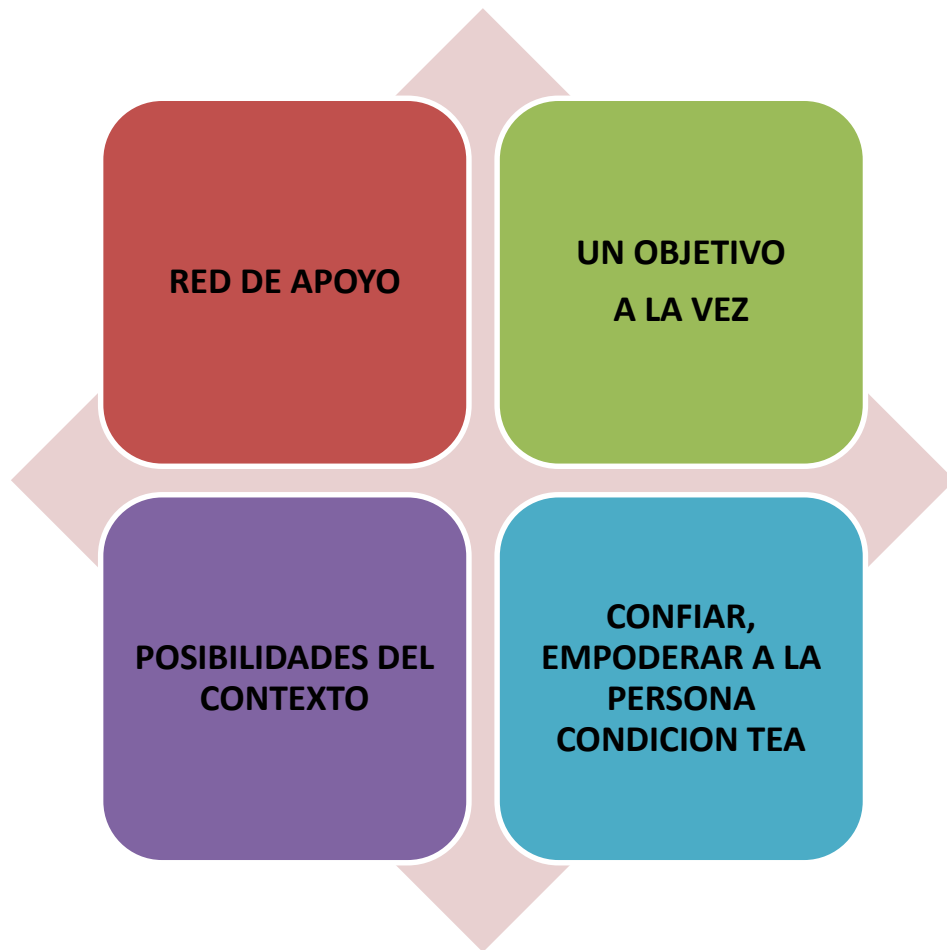 RED DE APOYO
UN OBJETIVO
A LA VEZ
POSIBILIDADES DEL
CONTEXTO
CONFIAR,
EMPODERAR A LA
PERSONA
CONDICION TEA